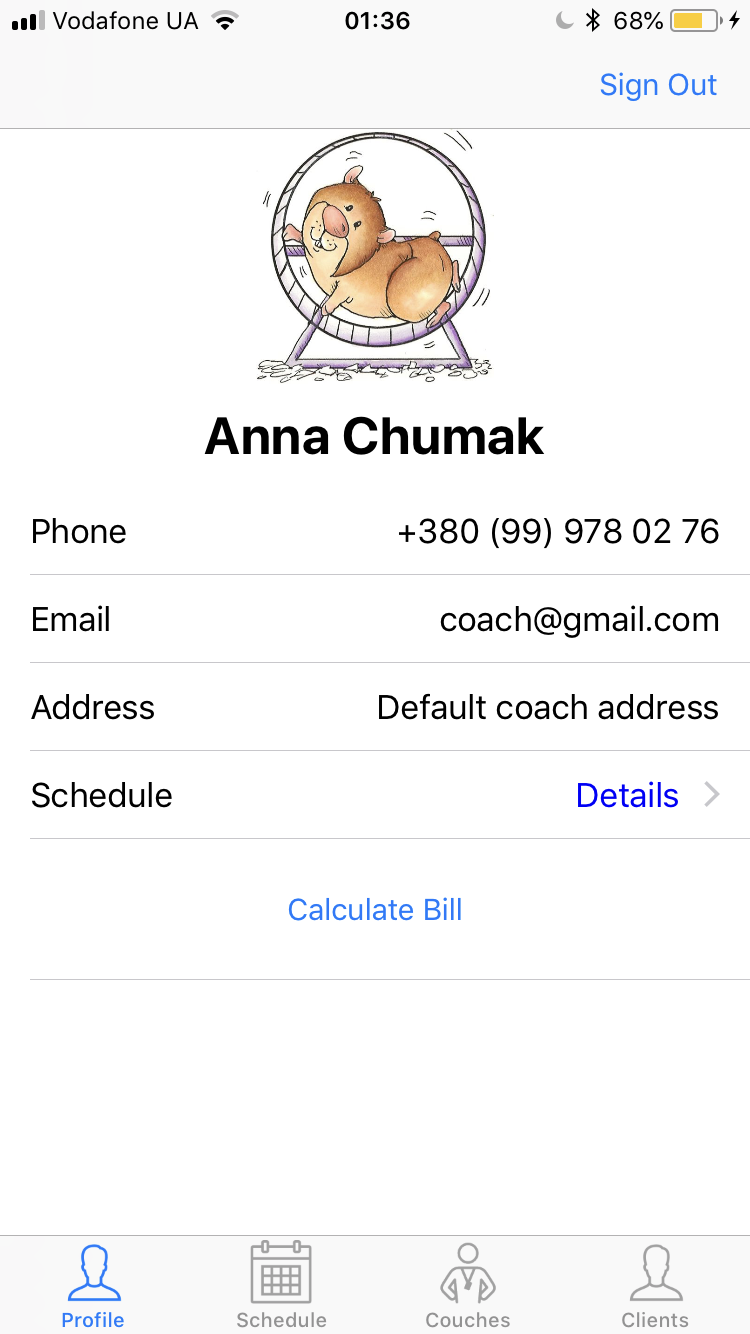 Vodafone UA 01:36 68%
Sign Out
Anna Chumak
Phone +380 (99) 978 02 76
Email coach@gmail.com
Address Default coach address
Schedule Details
Calculate Bill
Profile Schedule Couches Clients